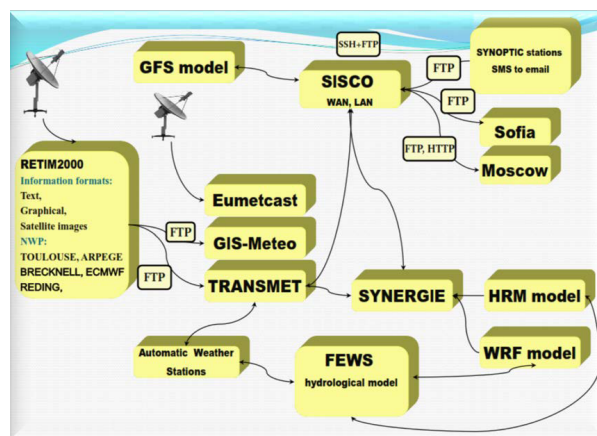 SSH+FTP
GFS model
SISCO
WAN, LAN
FTP
SYNOPTIC stations
SMS to email
FTP
Sofia
FTP, HTTP
Moscow
RETIM2000
Information formats:
Text,
Graphical,
Satellite images
NWP:
TOULOUSE, ARPEGE
BRECKNELL, ECMWF
REDING,
FTP
FTP
Eumetcast
GIS-Meteo
TRANSMET
SYNERGIE
HRM model
WRF model
Automatic Weather
Stations
FEWS
hydrological model